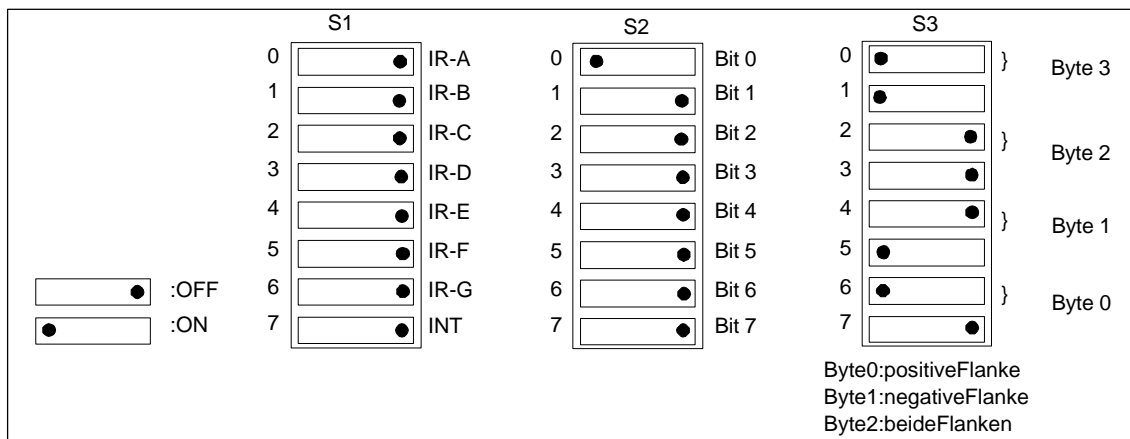 S1 S2 S3
0 IR-A 0 Bit 0 0 } Byte 3
1 IR-B 1 Bit 1 1
2 IR-C 2 Bit 2 2 } Byte 2
3 IR-D 3 Bit 3 3
4 IR-E 4 Bit 4 4 } Byte 1
5 IR-F 5 Bit 5 5
:OFF 6 IR-G 6 Bit 6 6 } Byte 0
:ON 7 INT 7 Bit 7 7
Byte0:positiveFlanke
Byte1:negativeFlanke
Byte2:beideFlanken